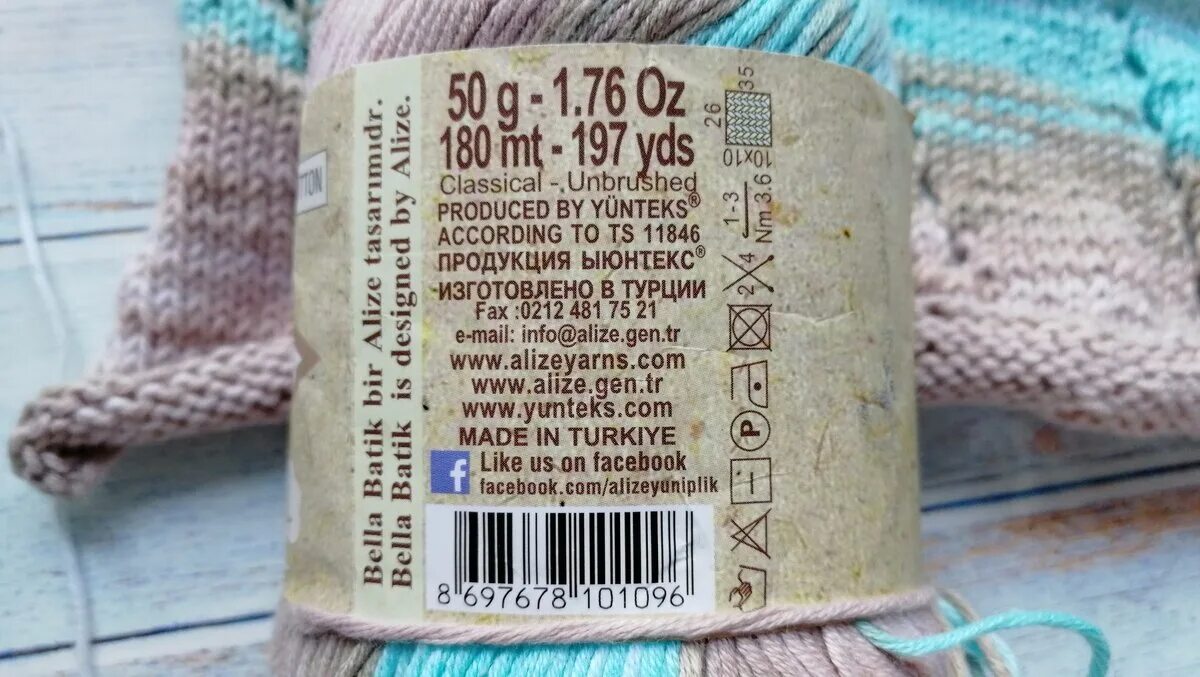 TTON
Bella Batik bir Alize tasarımıdr.
Bella Batik is designed by Alize.
50 g - 1.76 Oz
180 mt - 197 yds
Classical - Unbrushed
PRODUCED BY YÜNTEKS®
ACCORDING TO TS 11846
ПРОДУКЦИЯ ЫЮНТЕКС®
ИЗГОТОВЛЕНО В ТУРЦИИ
Fax :0212 481 75 21
e-mail: info@alize.gen.tr
www.alizeyarns.com
www.alize.gen.tr
www.yunteks.com
MADE IN TURKIYE
f Like us on facebook
facebook.com/alizeyuniplik
8 697678 101096
26
35
10x10
1-3
Nm 3.6
2
4
P